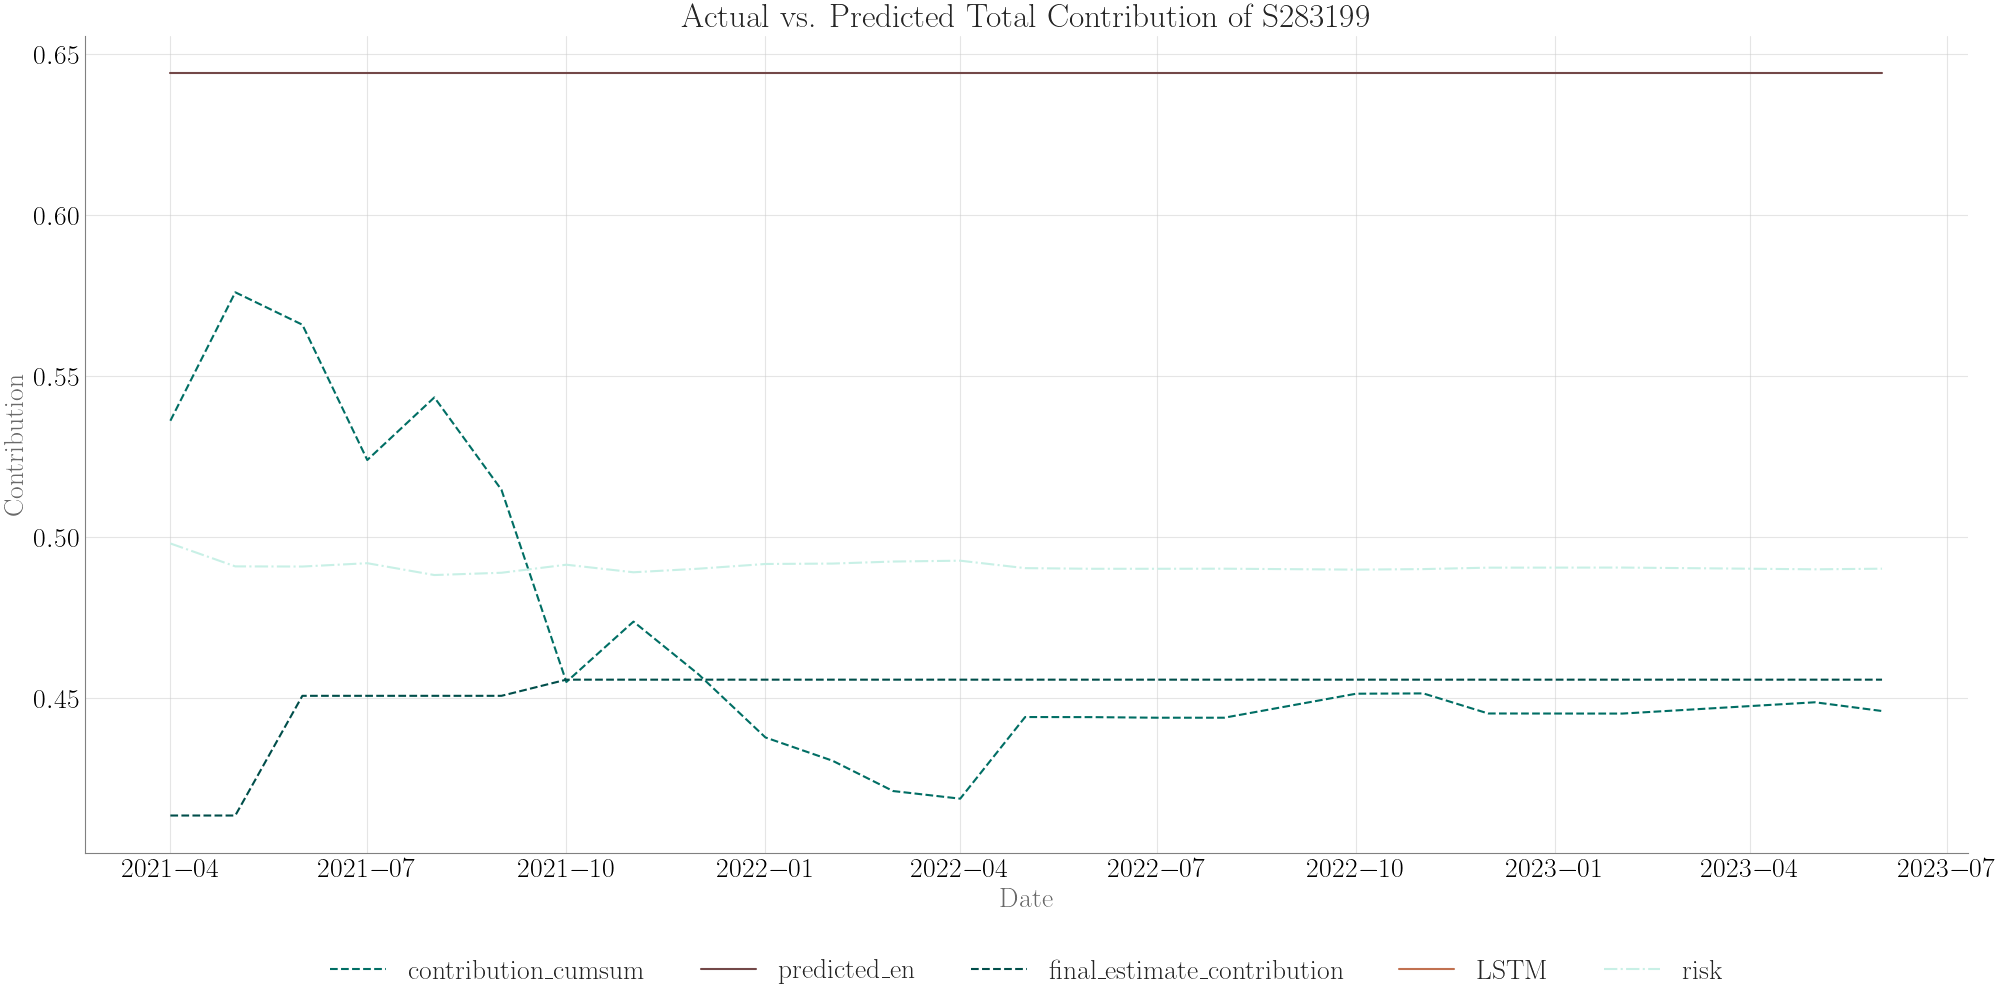 Actual vs. Predicted Total Contribution of S283199
0.65
0.60
0.55
0.50
0.45
Contribution
2021−04 2021−07 2021−10 2022−01 2022−04 2022−07 2022−10 2023−01 2023−04 2023−07
Date
contribution_cumsum predicted_en final_estimate_contribution LSTM risk